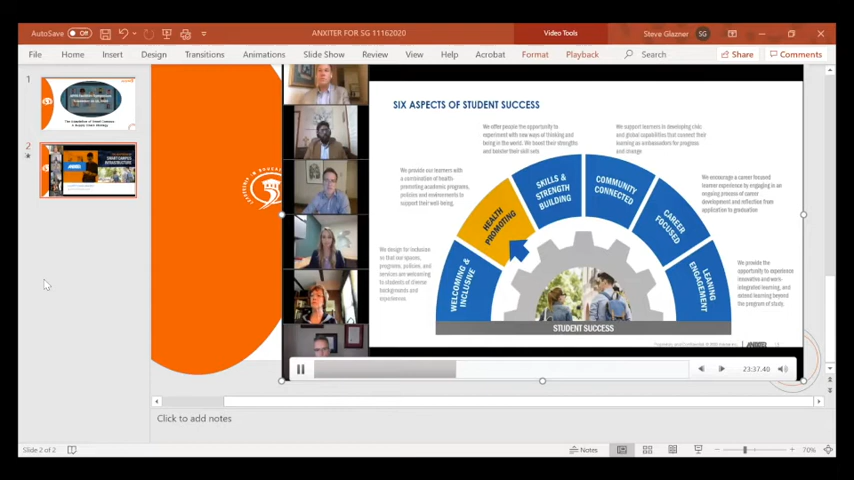 AutoSave Off
ANXITER FOR SG 11162020
Video Tools
Steve Glazner SG
File Home Insert Design Transitions Animations Slide Show Review View Help Acrobat Format Playback Search Share Comments
1
2
SIX ASPECTS OF STUDENT SUCCESS
We offer people the opportunity to
experiment with new ways of thinking and
being in the world. We boost their strengths
and border their skill sets
We support learners in developing civic
and global capabilities that connect their
learning as ambassadors for progress
and change
We provide our learners with
a combination of health-
promoting academic programs,
policies and environments to
support their well being.
We encourage a career focused
learner experience by engaging in an
ongoing process of career
development and reflection from
application to graduation
We design for inclusion
so that our spaces,
programs, policies, and
services are welcoming
to students of diverse
backgrounds and
experiences.
We provide the
opportunity to experience
innovative and work-
integrated learning, and
extend learning beyond
the program of study.
WELCOMING &
INCLUSIVE
HEALTH
PROMOTING
SKILLS &
STRENGTH
BUILDING
COMMUNITY
CONNECTED
CAREER
FOCUSED
LEANING
ENGAGEMENT
STUDENT SUCCESS
23:37.40
Click to add notes
Slide 2 of 2
Notes
70%